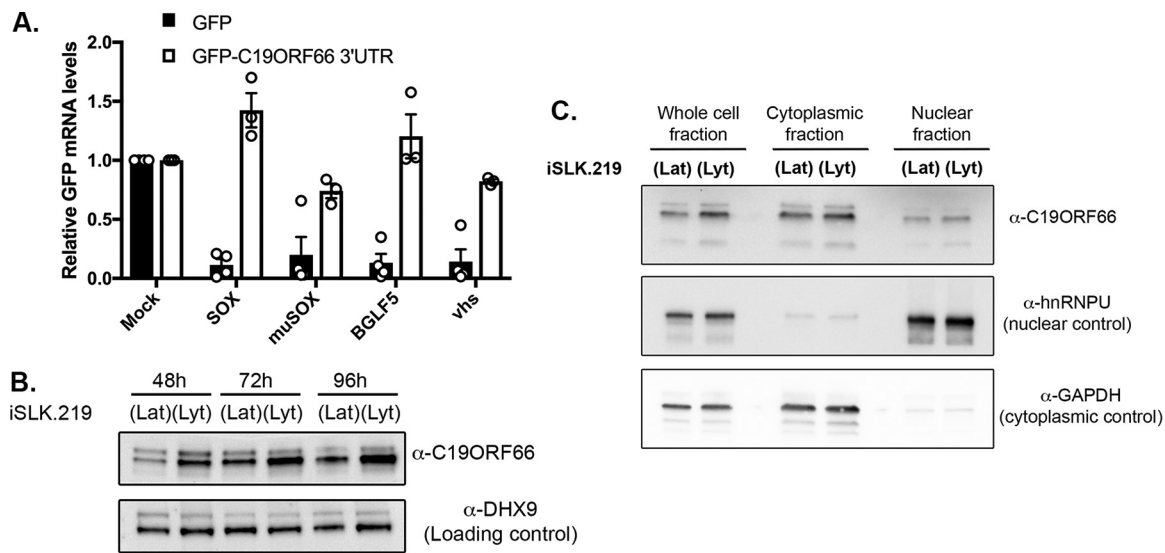 A.
GFP
GFP-C19ORF66 3'UTR
Relative GFP mRNA levels
2.0
1.5
1.0
0.5
0.0
Mock
SOX
muSOX
BGLF5
vhs
B.
48h 72h 96h
iSLK.219 (Lat)(Lyt) (Lat)(Lyt) (Lat)(Lyt)
α-C19ORF66
α-DHX9
(Loading control)
C.
Whole cell fraction
Cytoplasmic fraction
Nuclear fraction
iSLK.219 (Lat) (Lyt) (Lat) (Lyt) (Lat) (Lyt)
α-C19ORF66
α-hnRNPU
(nuclear control)
α-GAPDH
(cytoplasmic control)